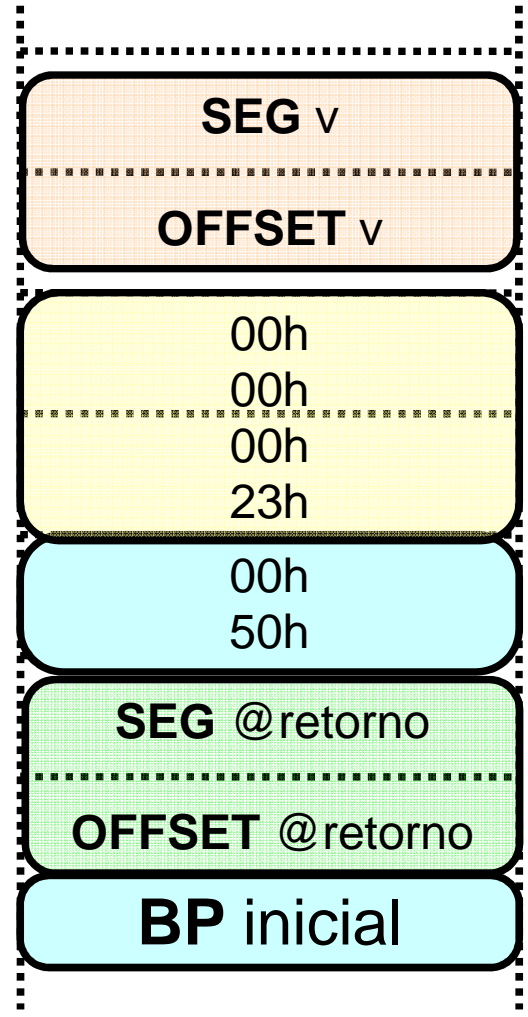 SEG v
OFFSET v
00h
00h
00h
23h
00h
50h
SEG @retorno
OFFSET @retorno
BP inicial